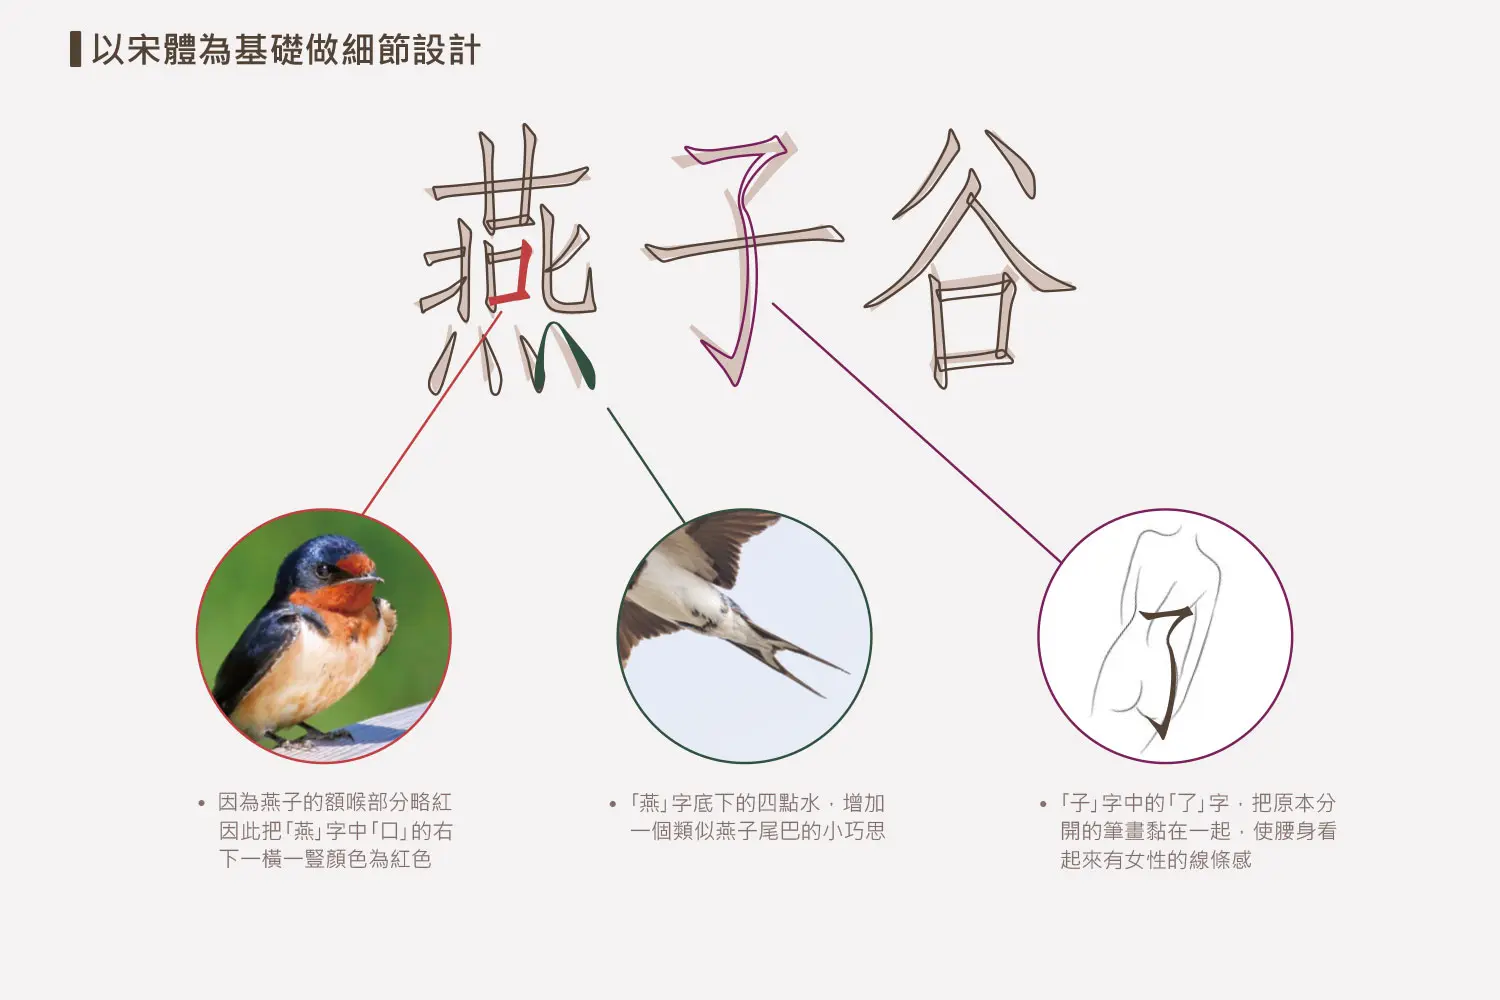 以宋體為基礎做細節設計
燕子谷
• 因為燕子的額喉部分略紅
因此把「燕」字中「口」的右
下一橫一豎顏色為紅色
• 「燕」字底下的四點水，增加
一個類似燕子尾巴的小巧思
• 「子」字中的「了」字，把原本分
開的筆畫黏在一起，使腰身看
起來有女性的線條感